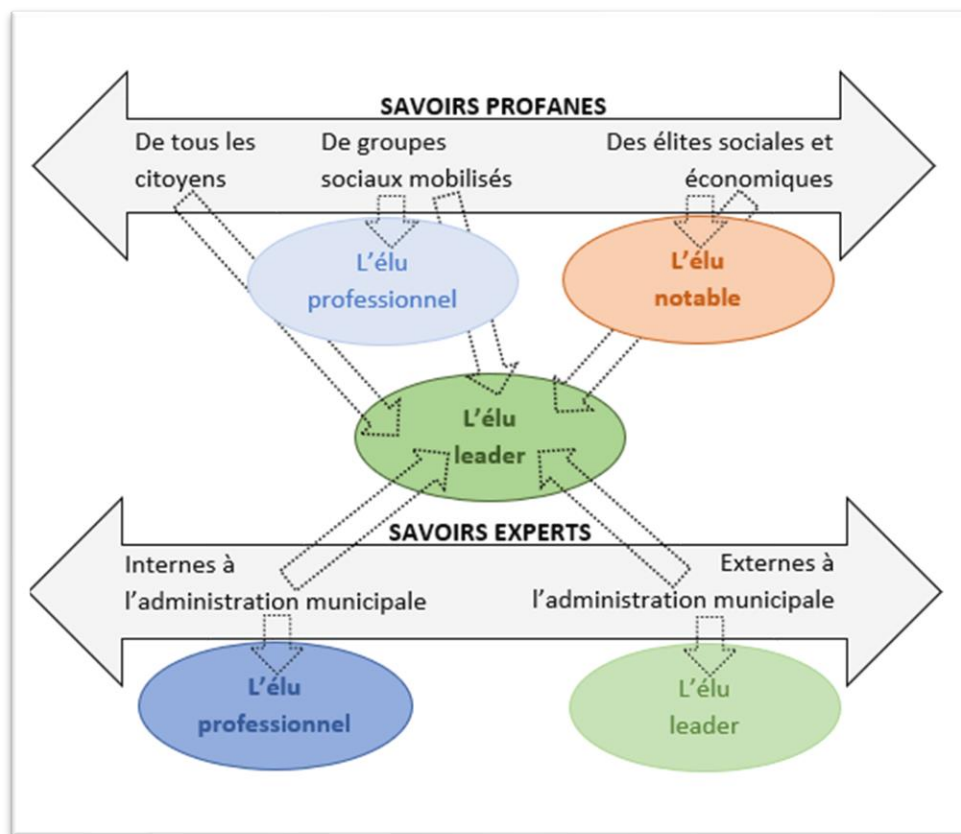 SAVOIRS PROFANES
De tous les
citoyens
De groupes
sociaux mobilisés
Des élites sociales et
économiques
L'élu
professionnel
L'élu
notable
L'élu
leader
SAVOIRS EXPERTS
Internes à
l'administration municipale
Externes à
l'administration municipale
L'élu
professionnel
L'élu
leader